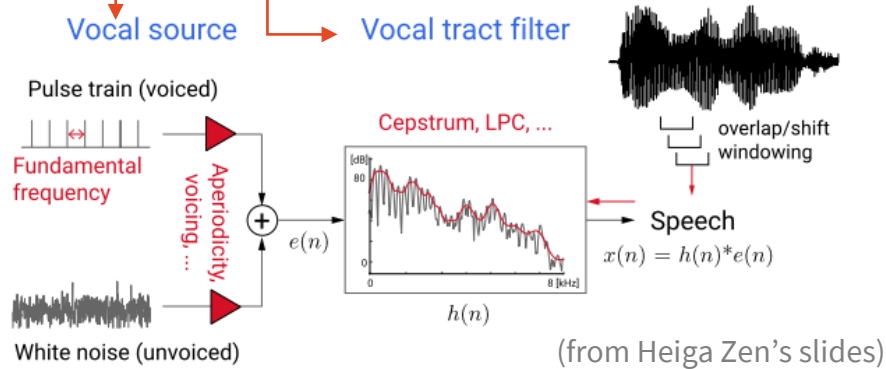 Vocal source
Vocal tract filter
Pulse train (voiced)
Fundamental
frequency
Aperiodicity,
voicing, ...
White noise (unvoiced)
+
e(n)
Cepstrum, LPC, ...
[dB]
80
0
0
8 [kHz]
h(n)
overlap/shift
windowing
Speech
x(n) = h(n)*e(n)
(from Heiga Zen’s slides)